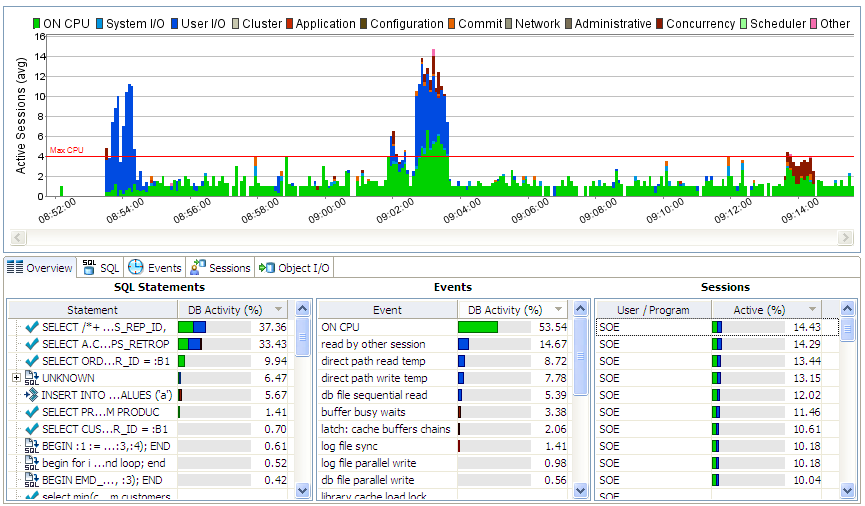 ON CPU System I/O User I/O Cluster Application Configuration Commit Network Administrative Concurrency Scheduler Other
Active Sessions (avg)
16
14
12
10
8
6
Max CPU
4
2
0
08:52:00 08:54:00 08:56:00 08:58:00 09:00:00 09:02:00 09:04:00 09:06:00 09:08:00 09:10:00 09:12:00 09:14:00
Overview SQL SQL Events Sessions Object I/O
SQL Statements
Statement DB Activity (%)
SELECT /*+ ...S_REP_ID, 37.36
SELECT A.C...PS_RETROP 33.43
SELECT ORD...R_ID = :B1 9.94
SQL UNKNOWN 6.47
INSERT INTO ...ALUES ('a') 5.67
SELECT PR...M PRODUC 1.41
SELECT CUS...R_ID = :B1 0.70
SQL BEGIN :1 := ...:3,:4); END 0.61
SQL begin for i ...nd loop; end 0.52
SQL BEGIN EMD_..., :3); END 0.42
select min(c...m customers
Events
Event DB Activity (%)
ON CPU 53.54
read by other session 14.67
direct path read temp 8.72
direct path write temp 7.78
db file sequential read 5.39
buffer busy waits 3.38
latch: cache buffers chains 2.06
log file sync 1.41
log file parallel write 0.98
db file parallel write 0.56
library cache load lock
Sessions
User / Program Active (%)
SOE 14.43
SOE 14.29
SOE 13.44
SOE 13.15
SOE 12.02
SOE 11.46
SOE 10.61
SOE 10.18
SOE 10.18
SOE 10.04
SOE